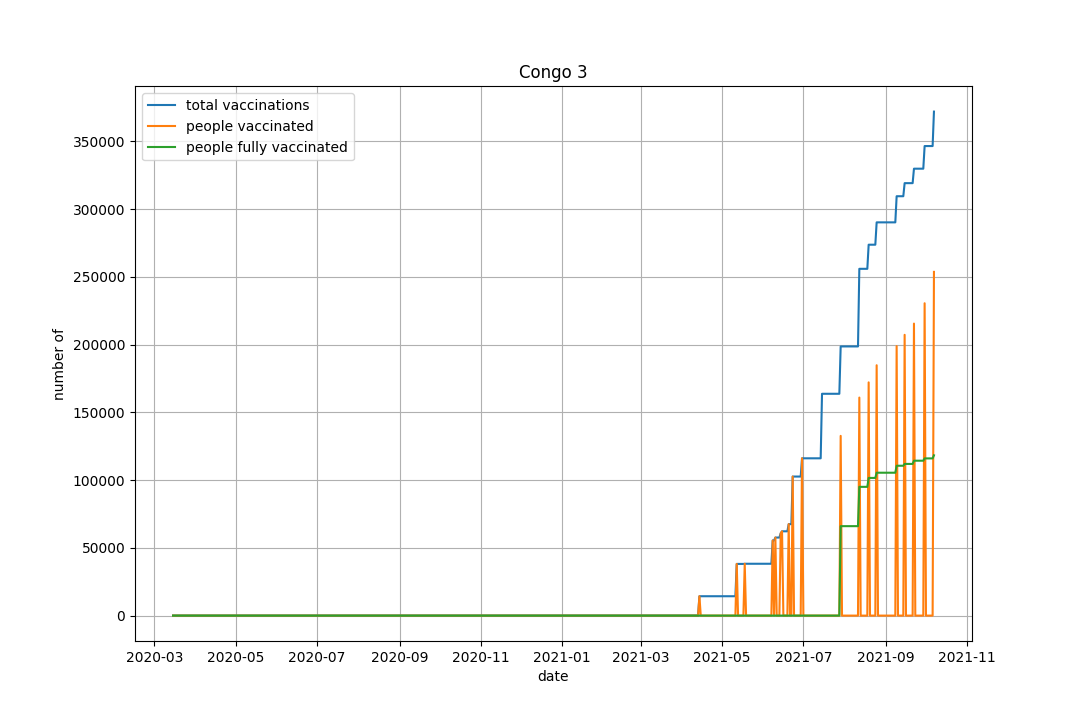 Congo 3
total vaccinations
people vaccinated
people fully vaccinated
350000
300000
250000
200000
150000
100000
50000
0
number of
2020-03 2020-05 2020-07 2020-09 2020-11 2021-01 2021-03 2021-05 2021-07 2021-09 2021-11
date